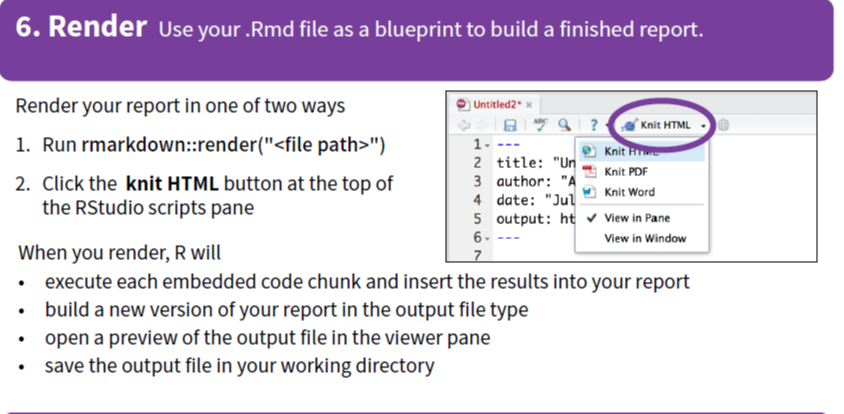 6. Render Use your .Rmd file as a blueprint to build a finished report.
Render your report in one of two ways
1. Run rmarkdown::render("<file path>")
2. Click the knit HTML button at the top of
the RStudio scripts pane
When you render, R will
• execute each embedded code chunk and insert the results into your report
• build a new version of your report in the output file type
• open a preview of the output file in the viewer pane
• save the output file in your working directory
Untitled2* ×
ABC ? Knit HTML
1 ---
2 title: "Un
3 author: "A
4 date: "Jul
5 output: ht
6 ---
7
Knit HTML
Knit PDF
Knit Word
✓ View in Pane
View in Window